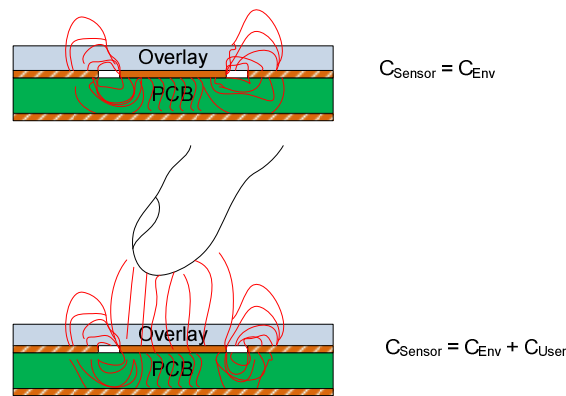 Overlay
PCB
CSensor = CEnv
Overlay
PCB
CSensor = CEnv + CUser